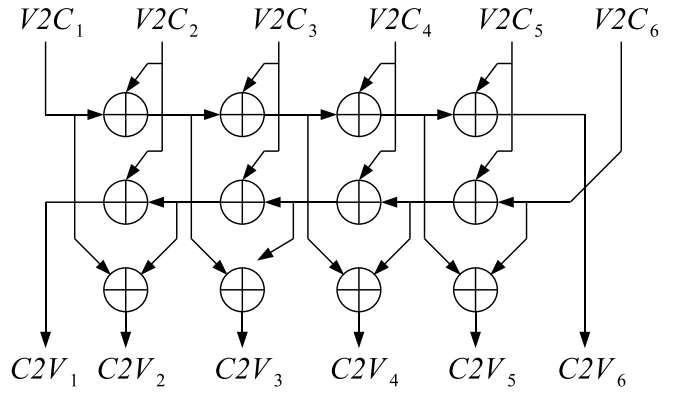 V2C₁ V2C₂ V2C₃ V2C₄ V2C₅ V2C₆
C2V₁ C2V₂ C2V₃ C2V₄ C2V₅ C2V₆